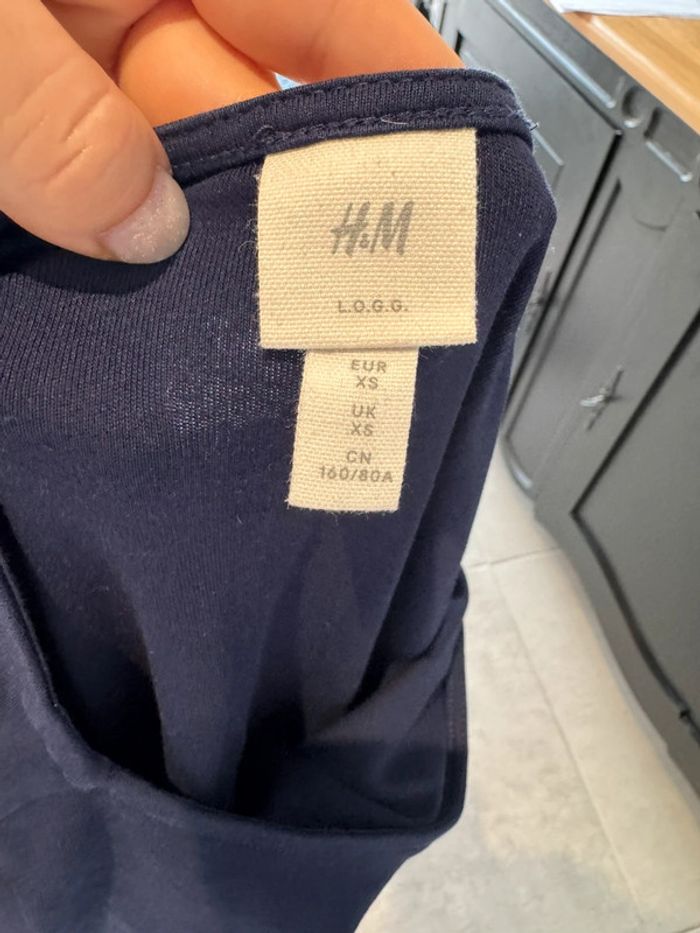 H&M
L.O.G.G.
EUR
XS
UK
XS
CN
160/80A